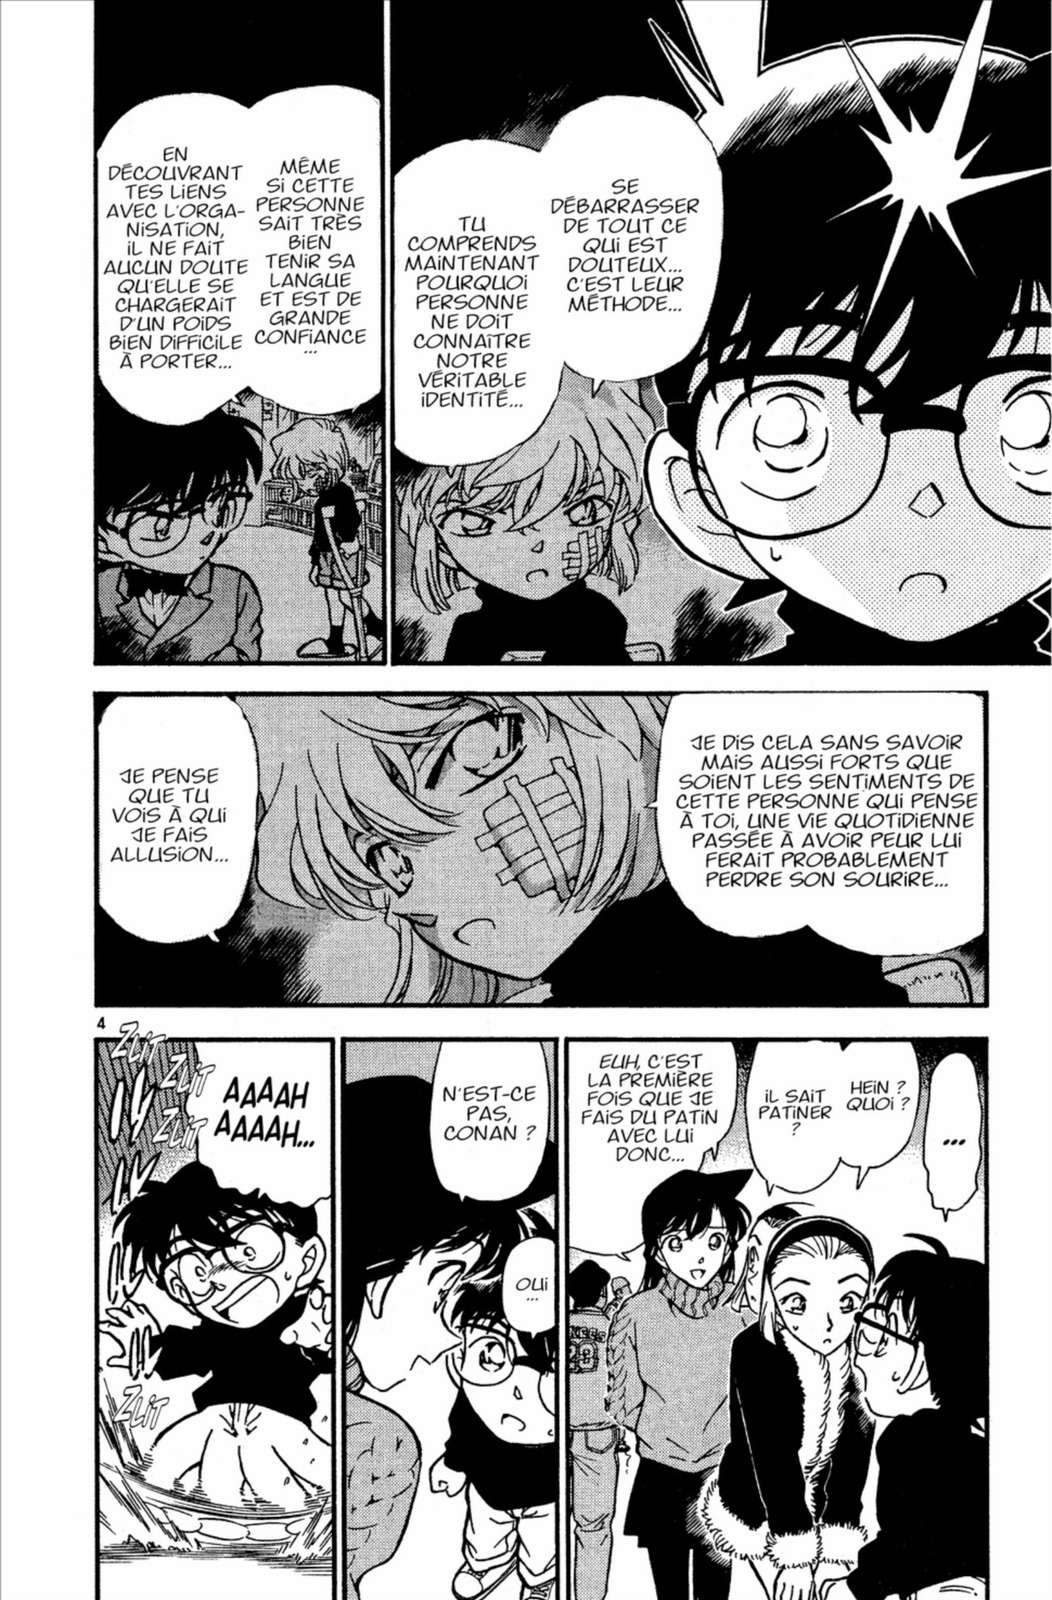 SE
DÉBARRASSER
DE TOUT CE
QUI EST
DOUTEUX...
C'EST LEUR
MÉTHODE...
TU
COMPRENDS
MAINTENANT
POURQUOI
PERSONNE
NE DOIT
CONNAÎTRE
NOTRE
VÉRITABLE
IDENTITÉ...
MÊME
SI CETTE
PERSONNE
SAIT TRÈS
BIEN
TENIR SA
LANGUE
ET EST DE
GRANDE
CONFIANCE
...
EN
DÉCOUVRANT
TES LIENS
AVEC L'ORGA-
NISATION,
IL NE FAIT
AUCUN DOUTE
QU'ELLE SE
CHARGERAIT
D'UN POIDS
BIEN DIFFICILE
À PORTER...
JE DIS CELA SANS SAVOIR
MAIS AUSSI FORTS QUE
SOIENT LES SENTIMENTS DE
CETTE PERSONNE QUI PENSE
À TOI, UNE VIE QUOTIDIENNE
PASSÉE À AVOIR PEUR LUI
FERAIT PROBABLEMENT
PERDRE SON SOURIRE...
JE PENSE
QUE TU
VOIS À QUI
JE FAIS
ALLUSION...
4
...
HEIN ?
QUOI ?
IL SAIT
PATINER
?
EUH, C'EST
LA PREMIÈRE
FOIS QUE JE
FAIS DU PATIN
AVEC LUI
DONC...
N'EST-CE
PAS,
CONAN ?
OUI
...
AAAAH
AAAAH...
ZLIT
ZLIT
ZLIT
ZLIT